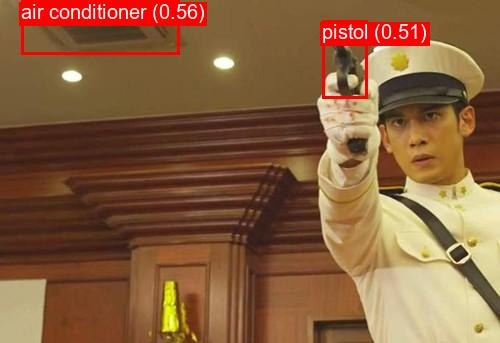 air conditioner (0.56)
pistol (0.51)